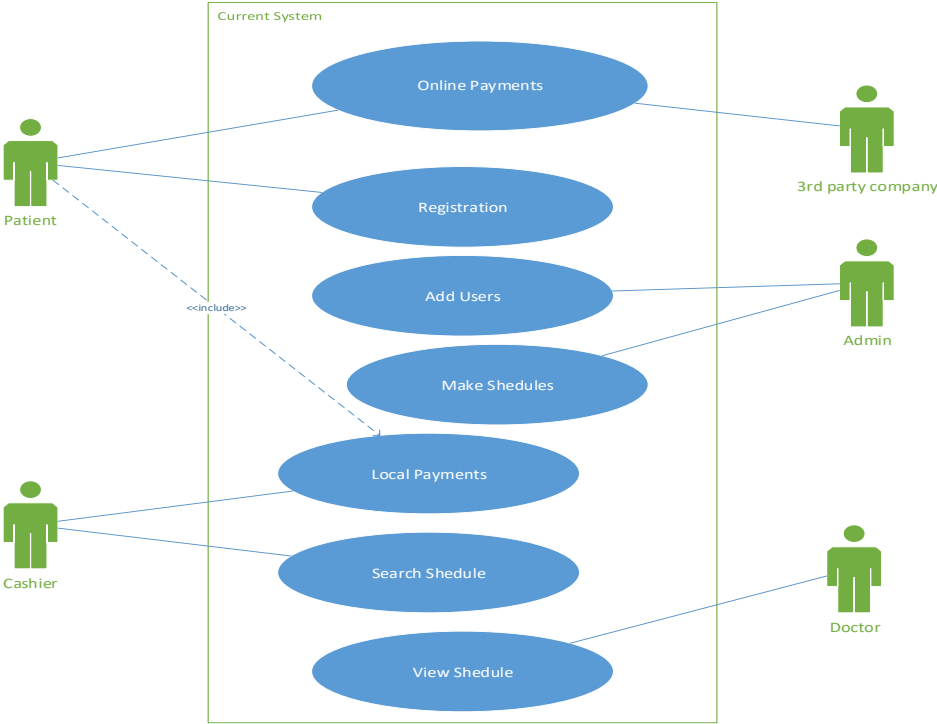 Current System
Online Payments
3rd party company
Patient
Registration
Add Users
<<include>>
Admin
Make Shedules
Local Payments
Cashier
Search Shedule
Doctor
View Shedule